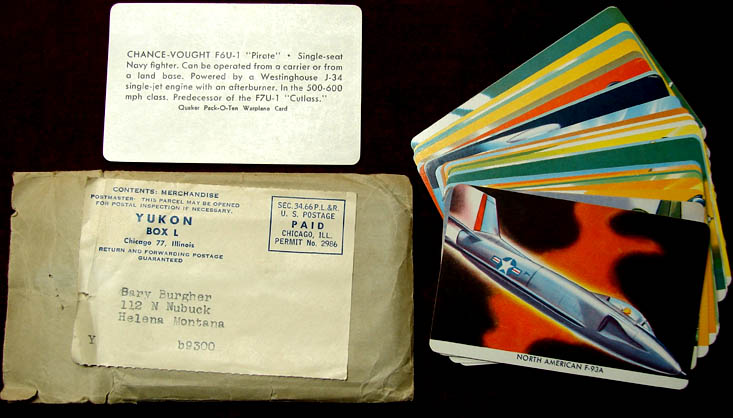 CHANCE-VOUGHT F6U-1 "Pirate" • Single-seat
Navy fighter. Can be operated from a carrier or from
a land base. Powered by a Westinghouse J-34
single-jet engine with an afterburner. In the 500-600
mph class. Predecessor of the F7U-1 "Cutlass."
Quaker Pack-O-Ten Warplane Card
CONTENTS: MERCHANDISE
POSTMASTER: THIS PARCEL MAY BE OPENED
FOR POSTAL INSPECTION IF NECESSARY.
YUKON
BOX L
Chicago 77, Illinois
RETURN AND FORWARDING POSTAGE
GUARANTEED
SEC. 34.66 P.L.&R.
U. S. POSTAGE
PAID
CHICAGO, ILL.
PERMIT No. 2986
Gary Burgher
112 N Nubuck
Helena Montana
Y b9300
NORTH AMERICAN F-93A